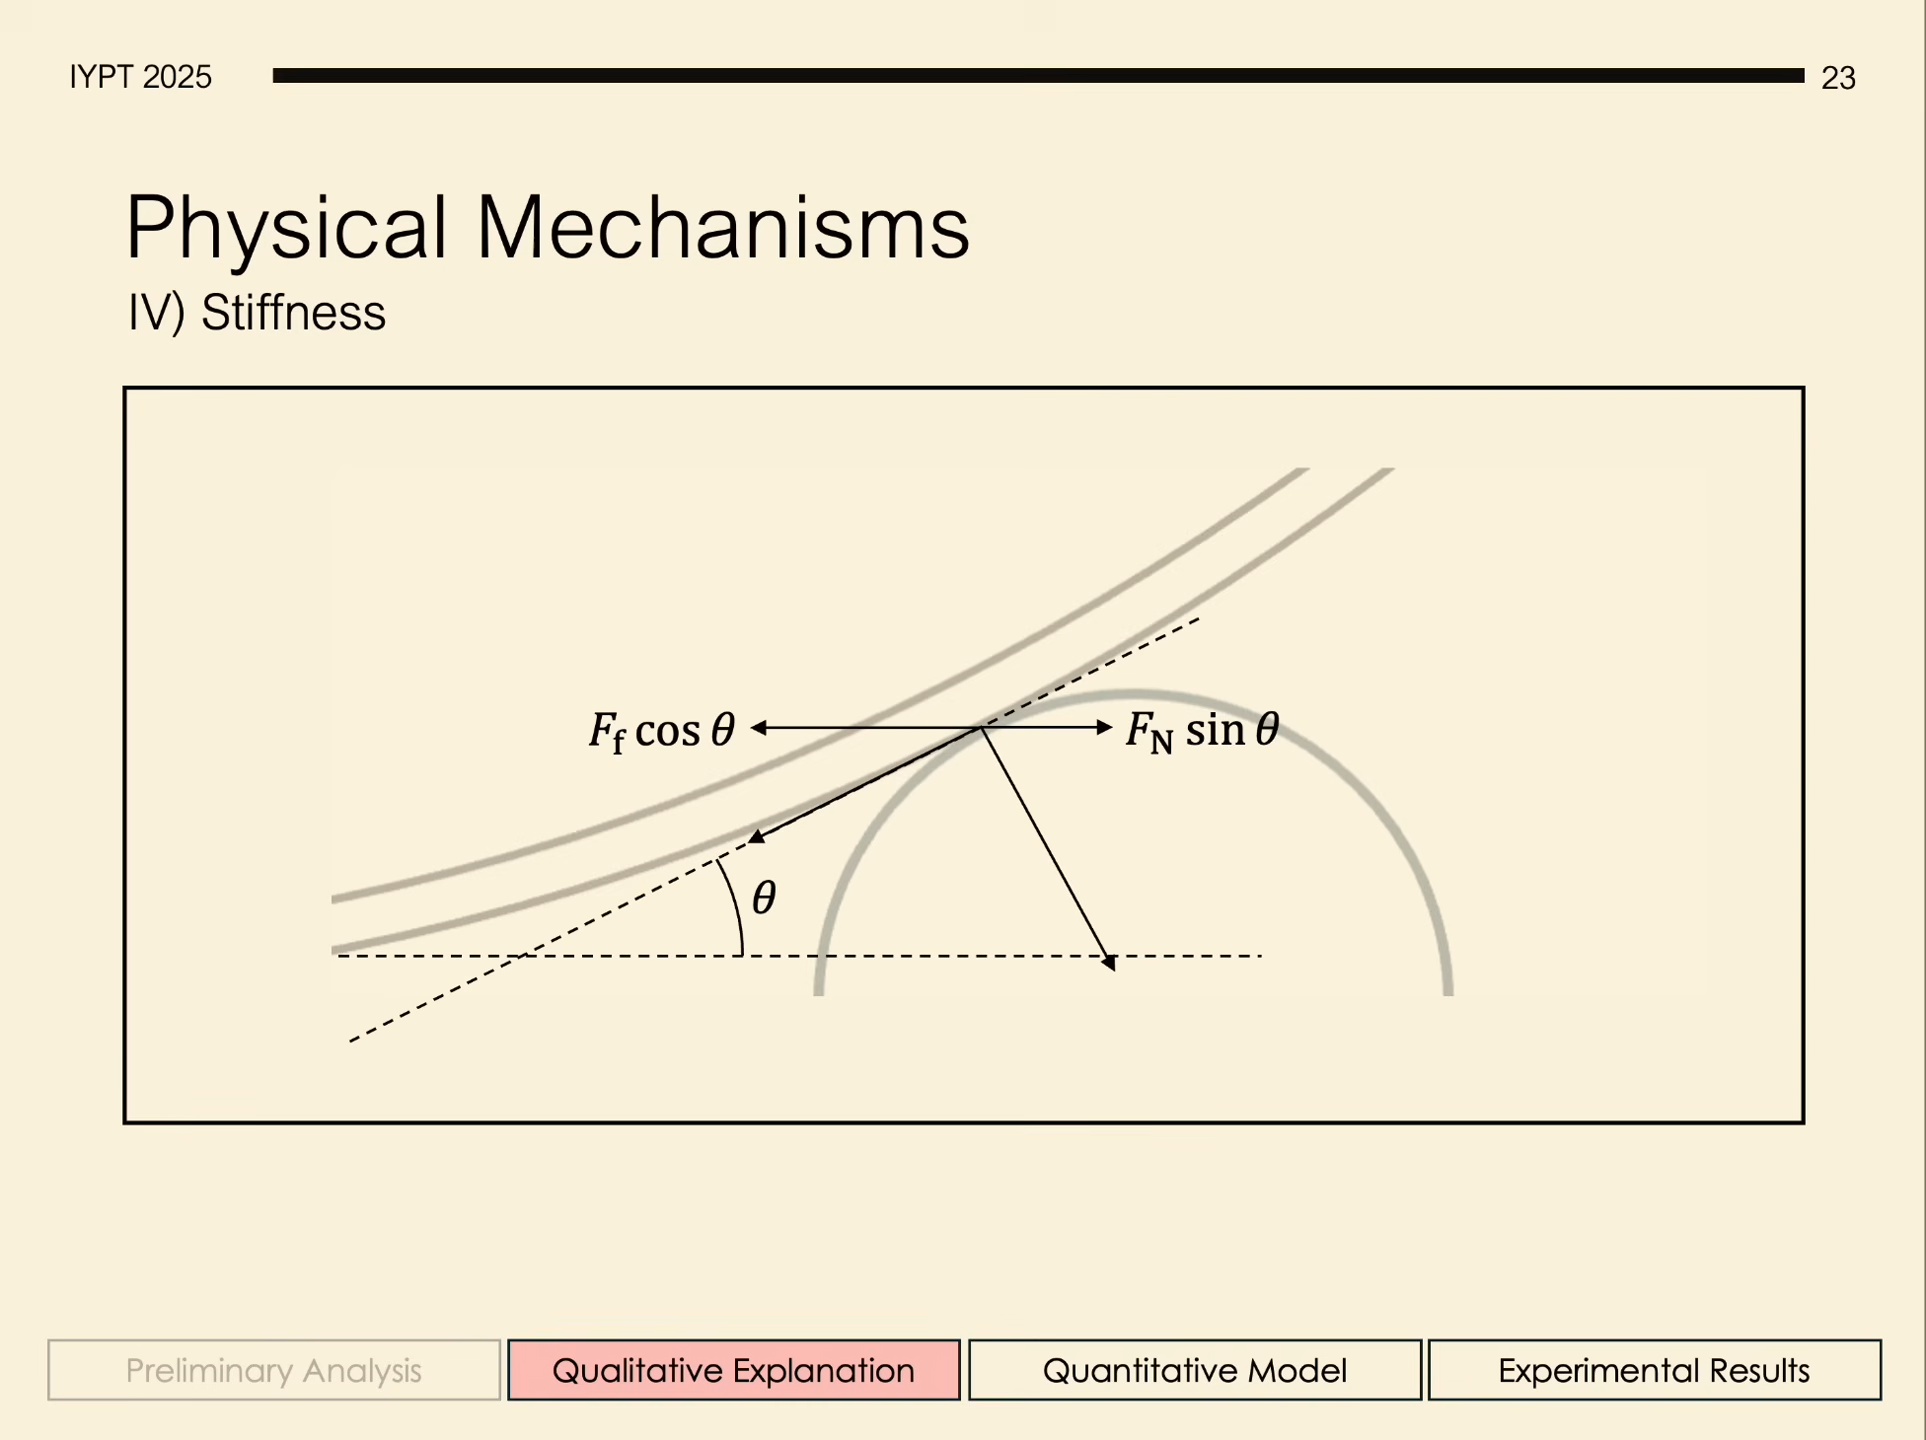 IYPT 2025
23
Physical Mechanisms
IV) Stiffness
F_f cos θ
F_N sin θ
θ
Preliminary Analysis
Qualitative Explanation
Quantitative Model
Experimental Results